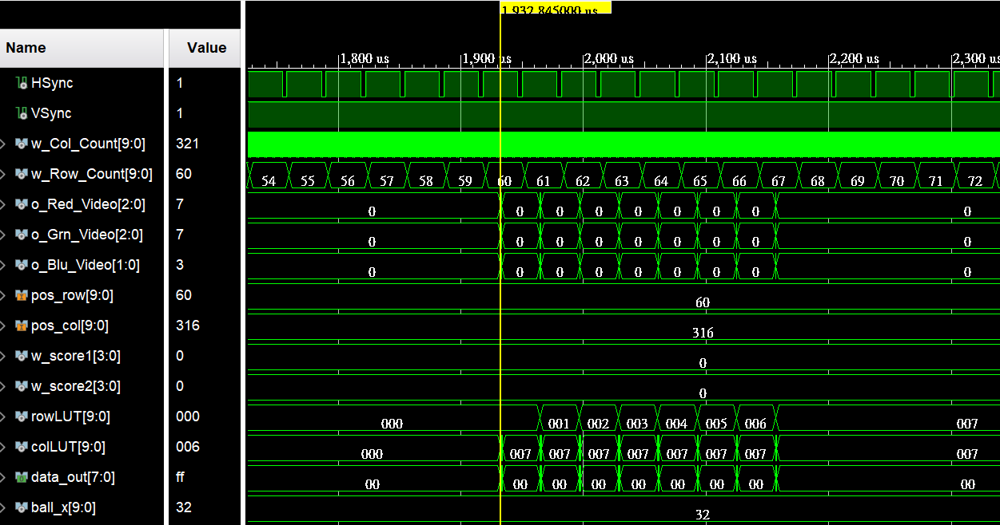 1,932.845000 us
Name Value
1,800 us 1,900 us 2,000 us 2,100 us 2,200 us 2,300 us
HSync 1
VSync 1
w_Col_Count[9:0] 321
w_Row_Count[9:0] 60 54 55 56 57 58 59 60 61 62 63 64 65 66 67 68 69 70 71 72
o_Red_Video[2:0] 7 0 0 0 0 0 0 0 0 0
o_Grn_Video[2:0] 7 0 0 0 0 0 0 0 0 0
o_Blu_Video[1:0] 3 0 0 0 0 0 0 0 0 0
pos_row[9:0] 60 60
pos_col[9:0] 316 316
w_score1[3:0] 0 0
w_score2[3:0] 0 0
rowLUT[9:0] 000 000 001 002 003 004 005 006 007
colLUT[9:0] 006 000 007 007 007 007 007 007 007 007
data_out[7:0] ff 00 00 00 00 00 00 00 00 00
ball_x[9:0] 32 32